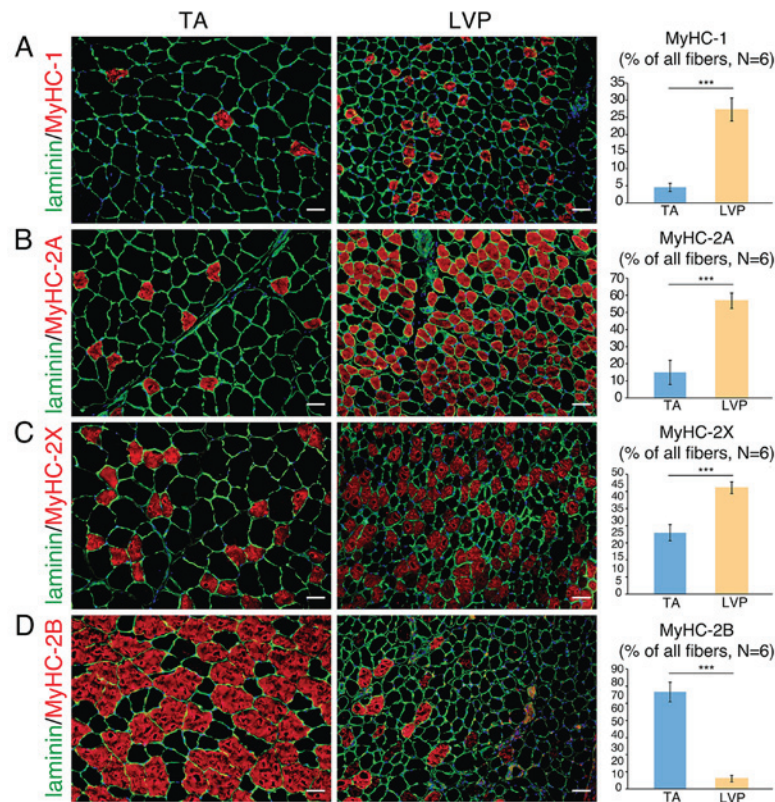 TA
LVP
A
laminin/MyHC-1
MyHC-1
(% of all fibers, N=6)
35
30
25
20
15
10
5
0
***
TA LVP
B
laminin/MyHC-2A
MyHC-2A
(% of all fibers, N=6)
70
60
50
40
30
20
10
0
***
TA LVP
C
laminin/MyHC-2X
MyHC-2X
(% of all fibers, N=6)
45
35
25
20
15
10
5
0
***
TA LVP
D
laminin/MyHC-2B
MyHC-2B
(% of all fibers, N=6)
80
70
60
50
40
30
20
10
0
***
TA LVP